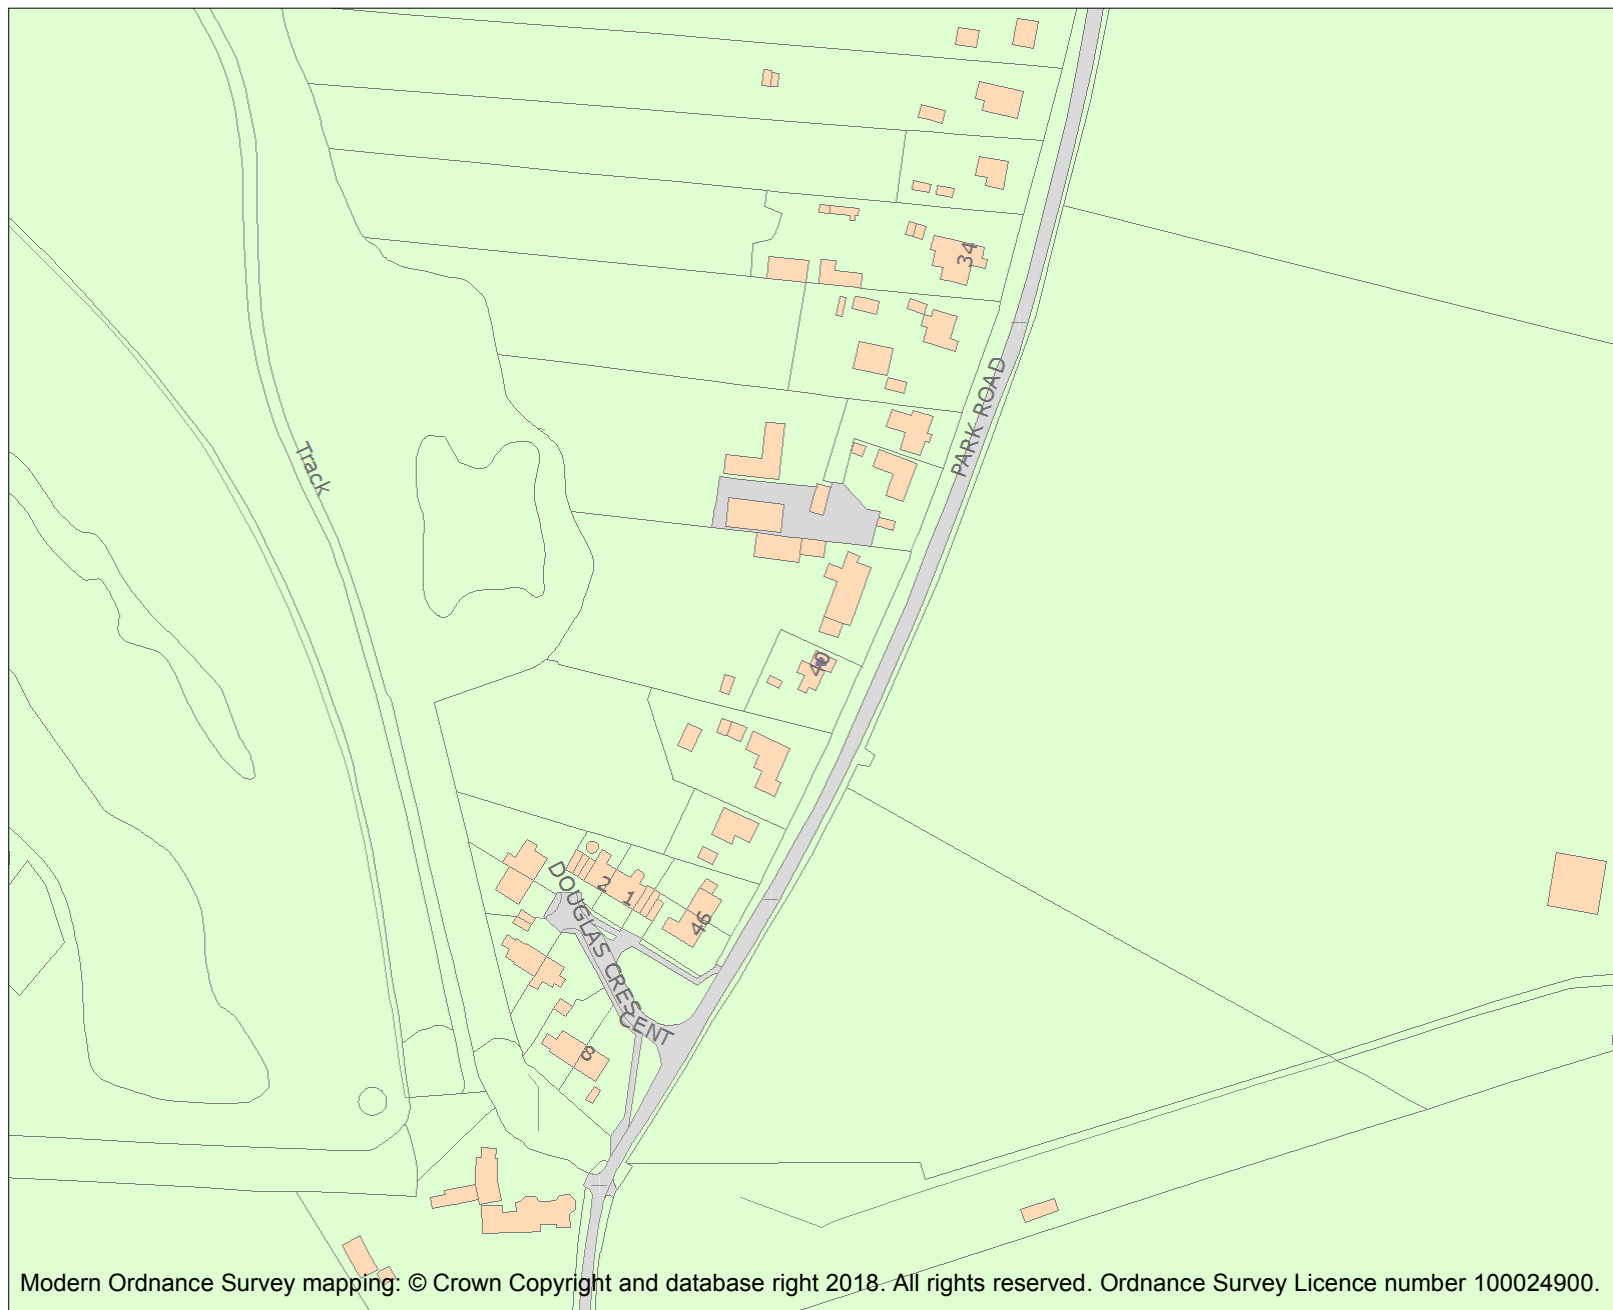 34
PARK ROAD
Track
40
DOUGLAS CRESCENT
2
1
46
8
Modern Ordnance Survey mapping: © Crown Copyright and database right 2018. All rights reserved. Ordnance Survey Licence number 100024900.